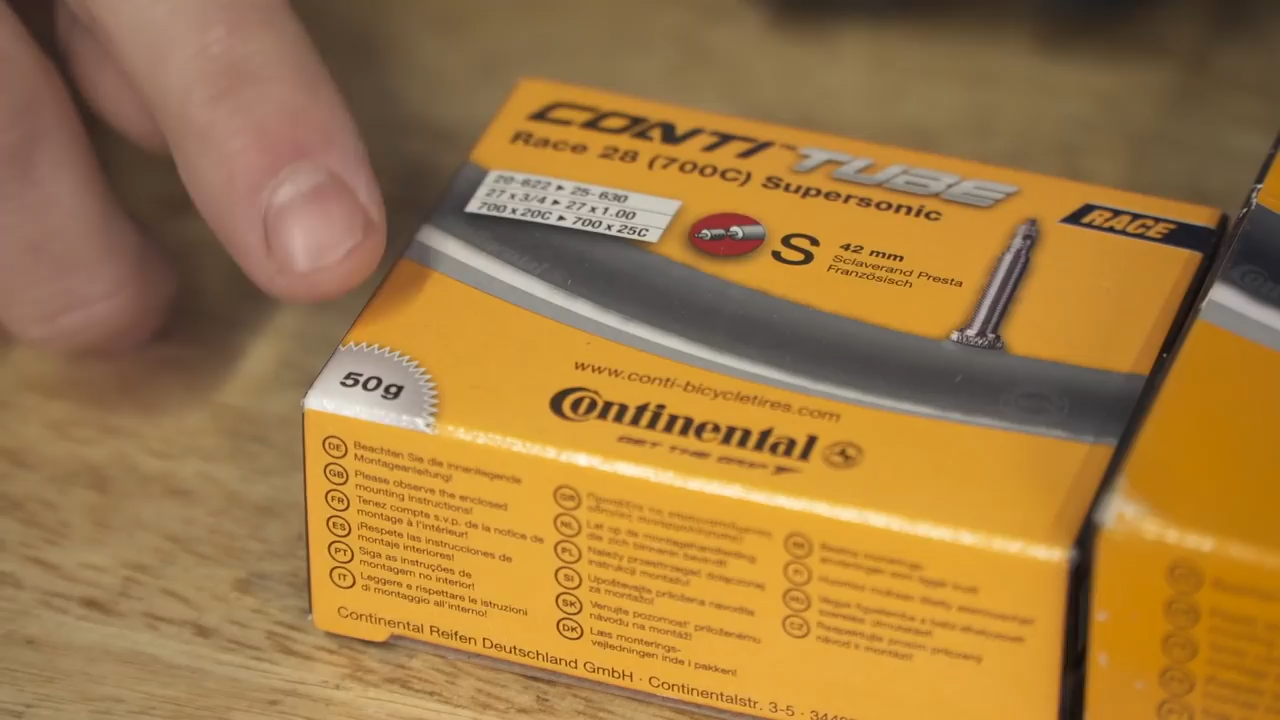 CONTI™TUBE
Race 28 (700C) Supersonic
20-622 ▸ 25-630
27 x 3/4 ▸ 27 x 1.00
700 x 20C ▸ 700 x 25C
S
42 mm
Sclaverand Presta
Französisch
RACE
50g
www.conti-bicycletires.com
Continental
GET THE GRIP
DE Beachten Sie die innenliegende
Montageanleitung!
GB Please observe the enclosed
mounting instructions!
FR Tenez compte s.v.p. de la notice de
montage à l'intérieur!
ES ¡Respete las instrucciones de
montaje interiores!
PT Siga as instruções de
montagem no interior!
IT Leggere e rispettare le istruzioni
di montaggio all'interno!
GR
NL Let op de montagehandleiding
die zich binnenin bevindt!
PL Należy przestrzegać dołączonej
instrukcji montażu!
SI Upoštevajte priložena navodila
za montažo!
SK Venujte pozornosť priloženému
návodu na montáž!
DK Læs monterings-
vejledningen inde i pakken!
CZ
Continental Reifen Deutschland GmbH · Continentalstr. 3-5 ·